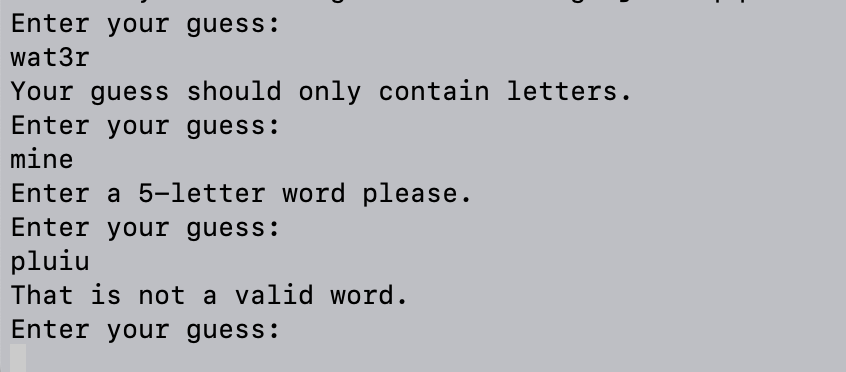 Enter your guess:
wat3r
Your guess should only contain letters.
Enter your guess:
mine
Enter a 5-letter word please.
Enter your guess:
pluiu
That is not a valid word.
Enter your guess: